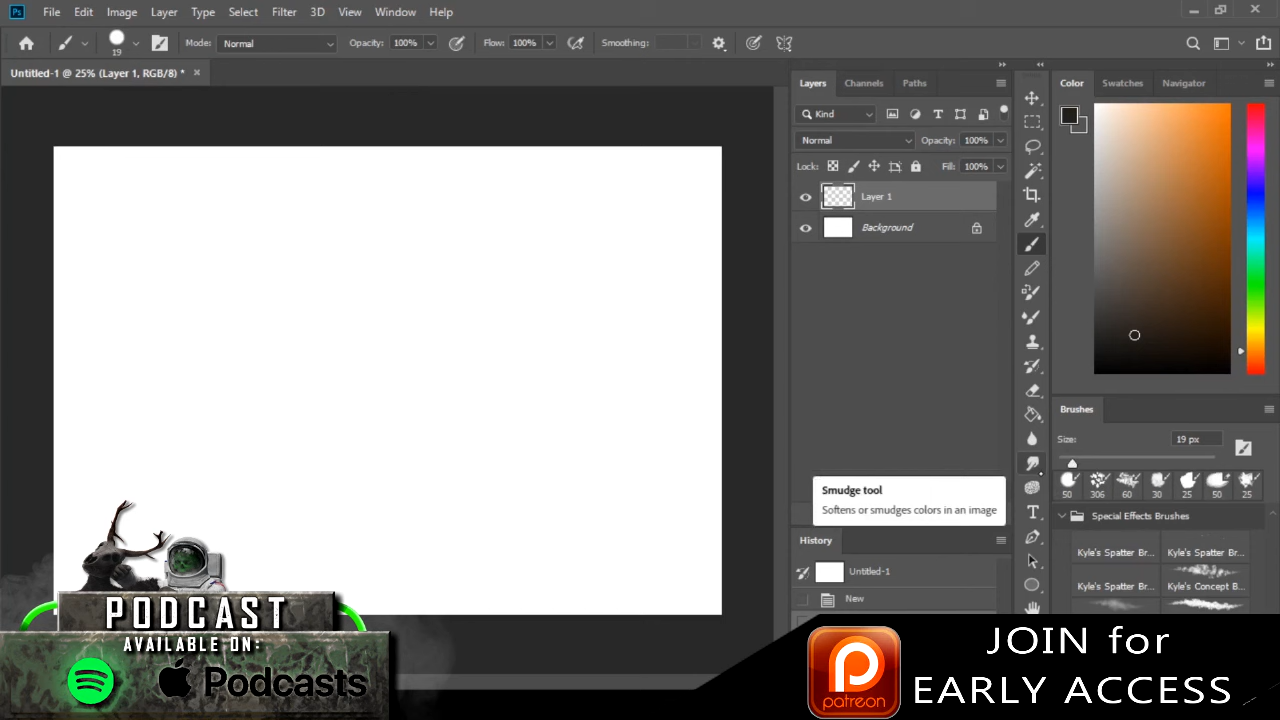 Ps File Edit Image Layer Type Select Filter 3D View Window Help
19 Mode: Normal Opacity: 100% Flow: 100% Smoothing:
Untitled-1 @ 25% (Layer 1, RGB/8) *
Layers Channels Paths
Kind
Normal Opacity: 100%
Lock: Fill: 100%
Layer 1
Background
Smudge tool
Softens or smudges colors in an image
History
Untitled-1
New
Color Swatches Navigator
Brushes
Size: 19 px
50 306 60 30 25 50 25
Special Effects Brushes
Kyle's Spatter Br... Kyle's Spatter Br...
Kyle's Spatter Br... Kyle's Concept B...
PODCAST
AVAILABLE ON:
Podcasts
patreon
JOIN for
EARLY ACCESS